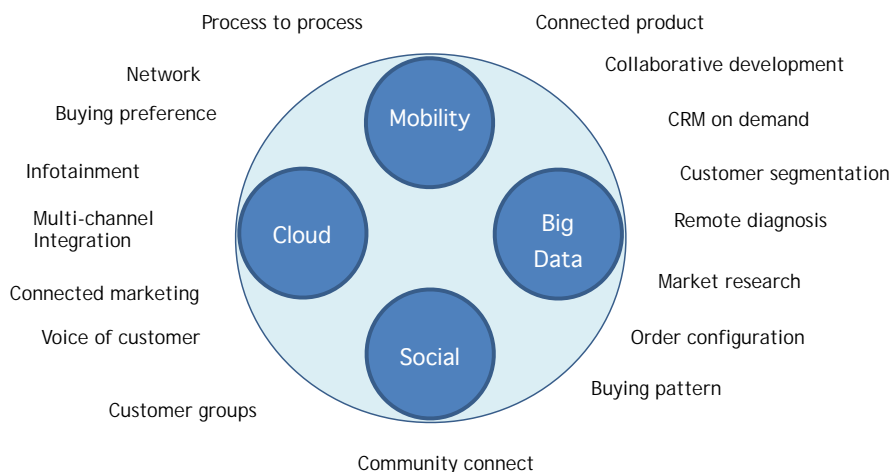 Process to process
Connected product
Network
Collaborative development
Buying preference
Mobility
CRM on demand
Infotainment
Customer segmentation
Multi-channel
Integration
Cloud
Big
Data
Remote diagnosis
Connected marketing
Market research
Voice of customer
Social
Order configuration
Buying pattern
Customer groups
Community connect